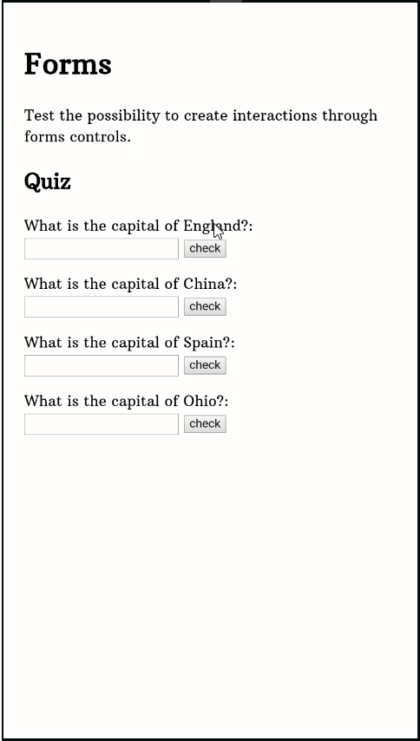 Forms
Test the possibility to create interactions through
forms controls.
Quiz
What is the capital of England?:
check
What is the capital of China?:
check
What is the capital of Spain?:
check
What is the capital of Ohio?:
check